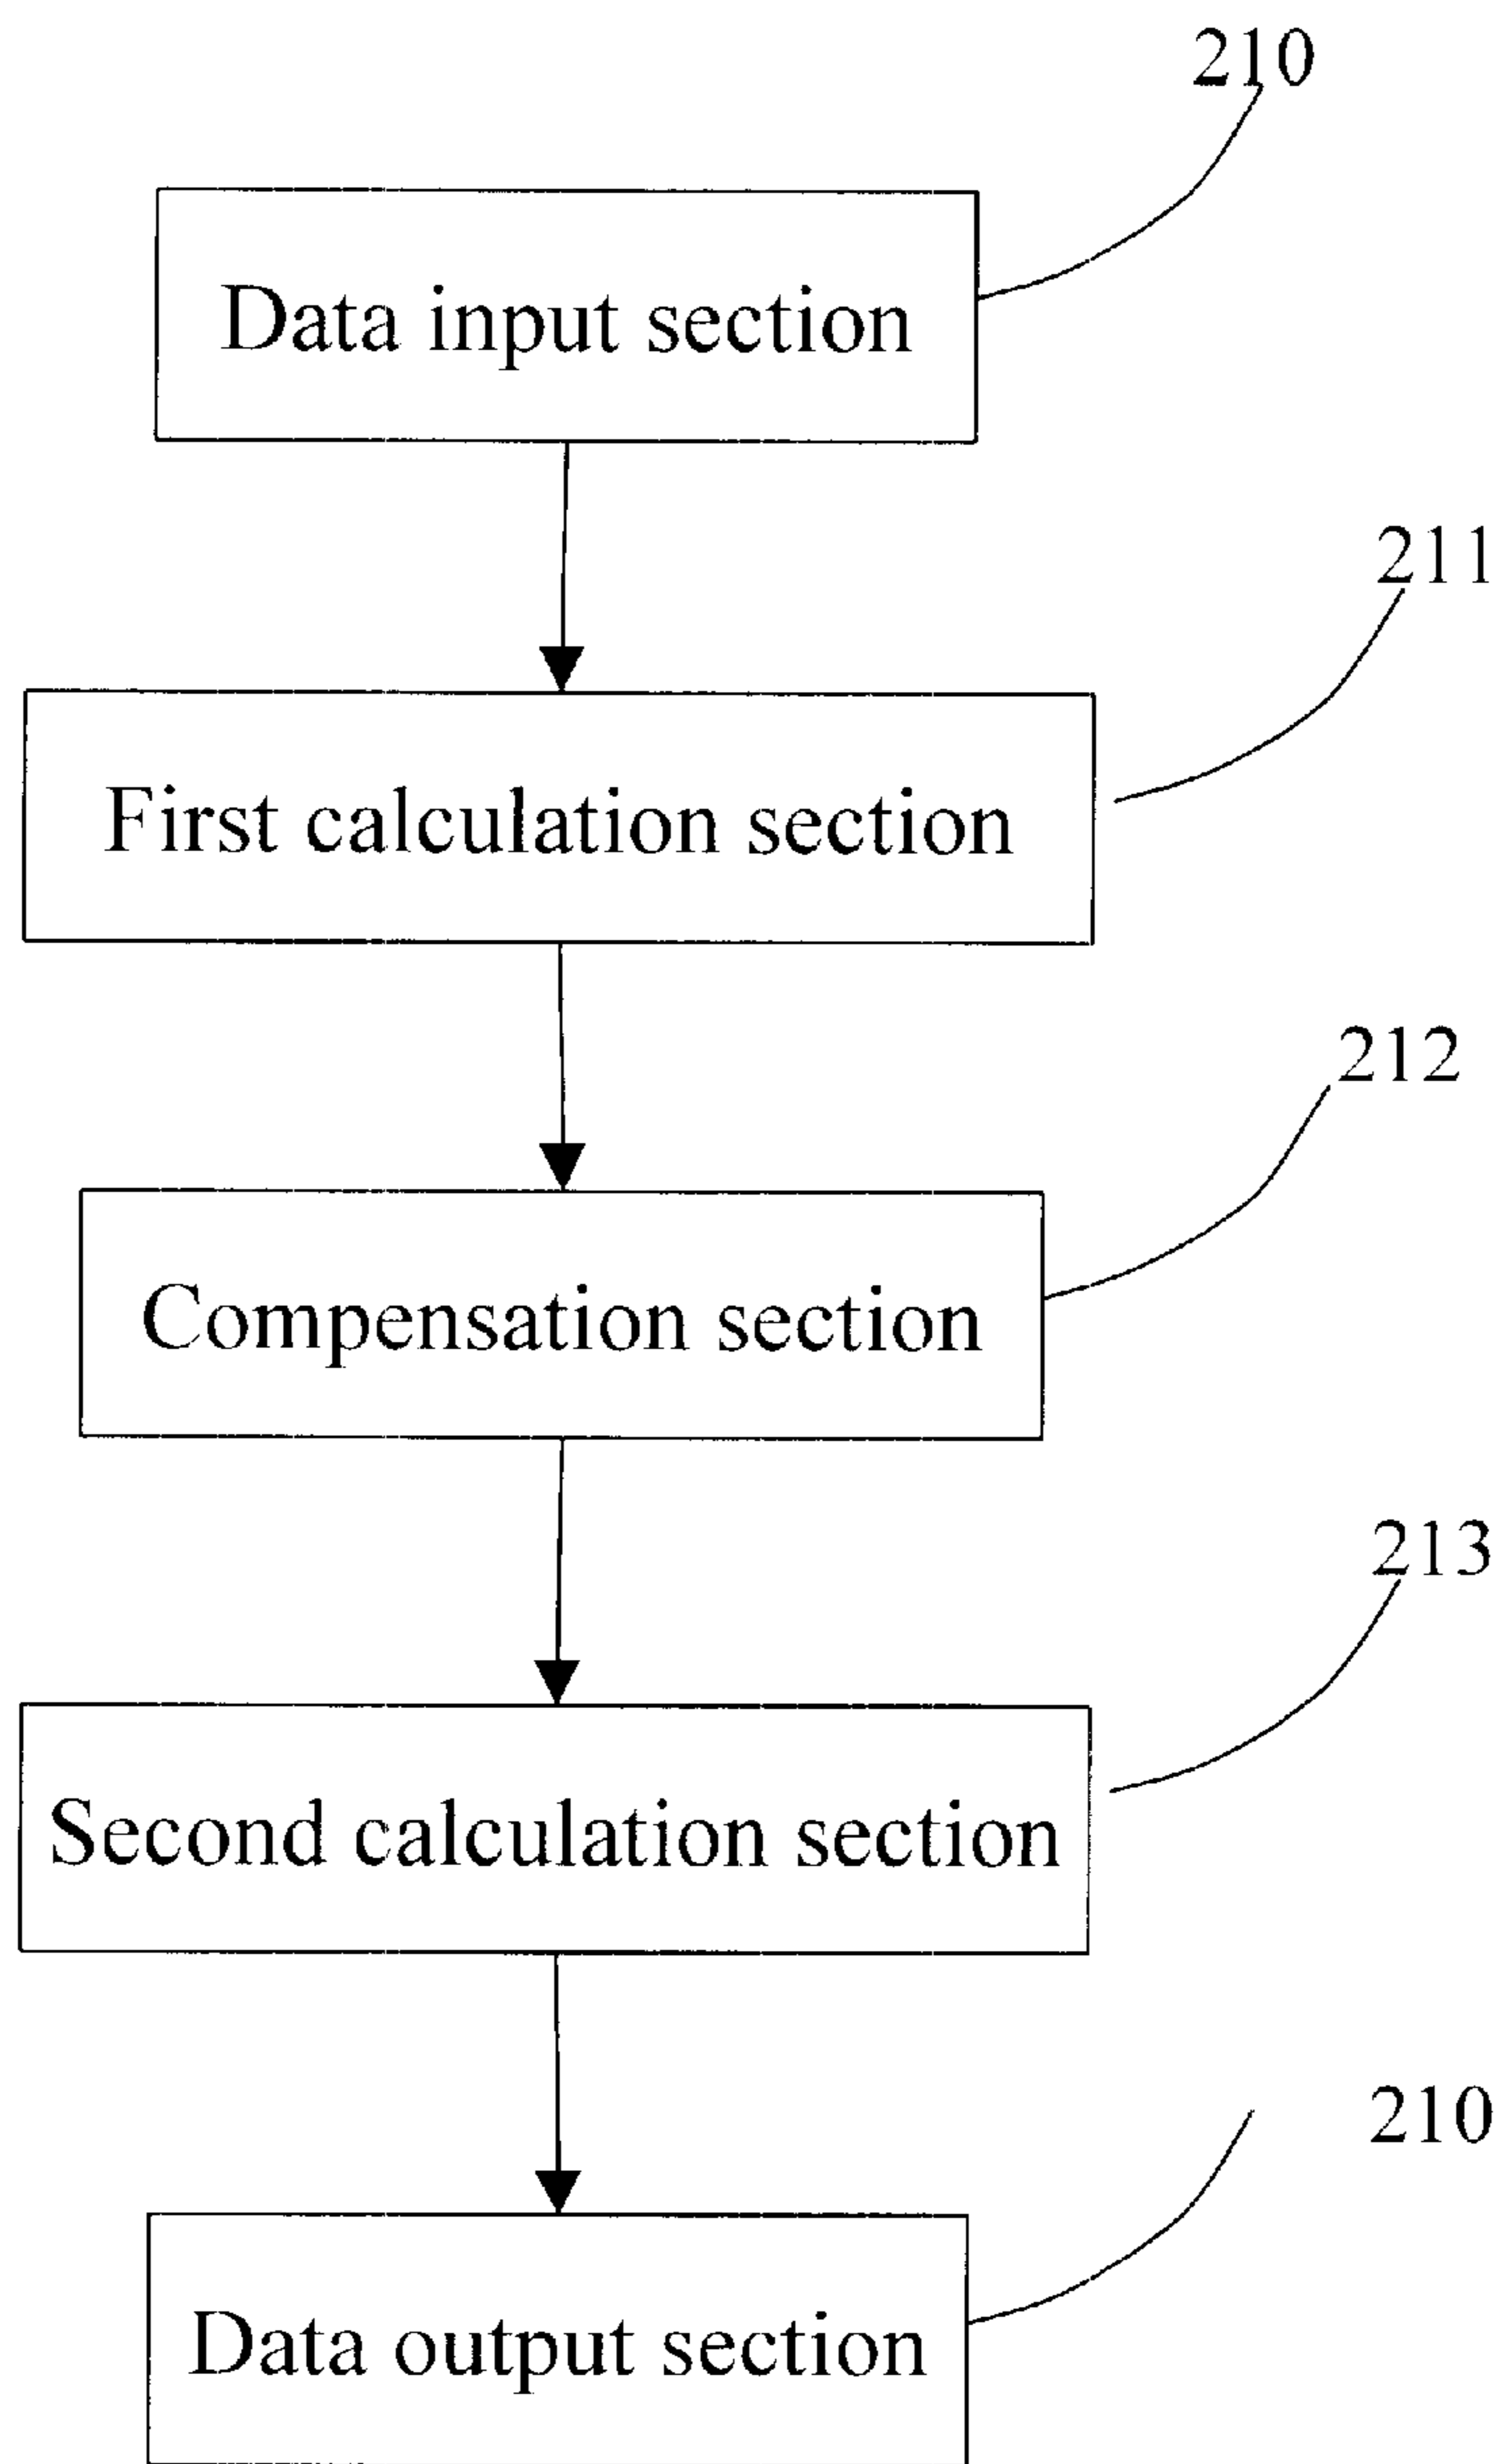 210
Data input section
211
First calculation section
212
Compensation section
213
Second calculation section
210
Data output section